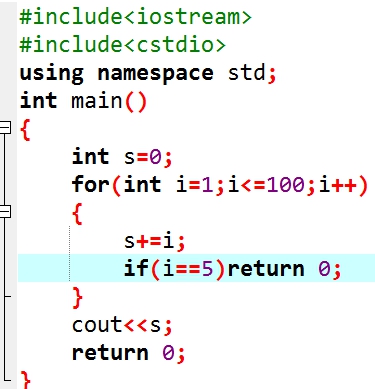 #include<iostream>
#include<cstdio>
using namespace std;
int main()
{
int s=0;
for(int i=1;i<=100;i++)
{
s+=i;
if(i==5)return 0;
}
cout<<s;
return 0;
}